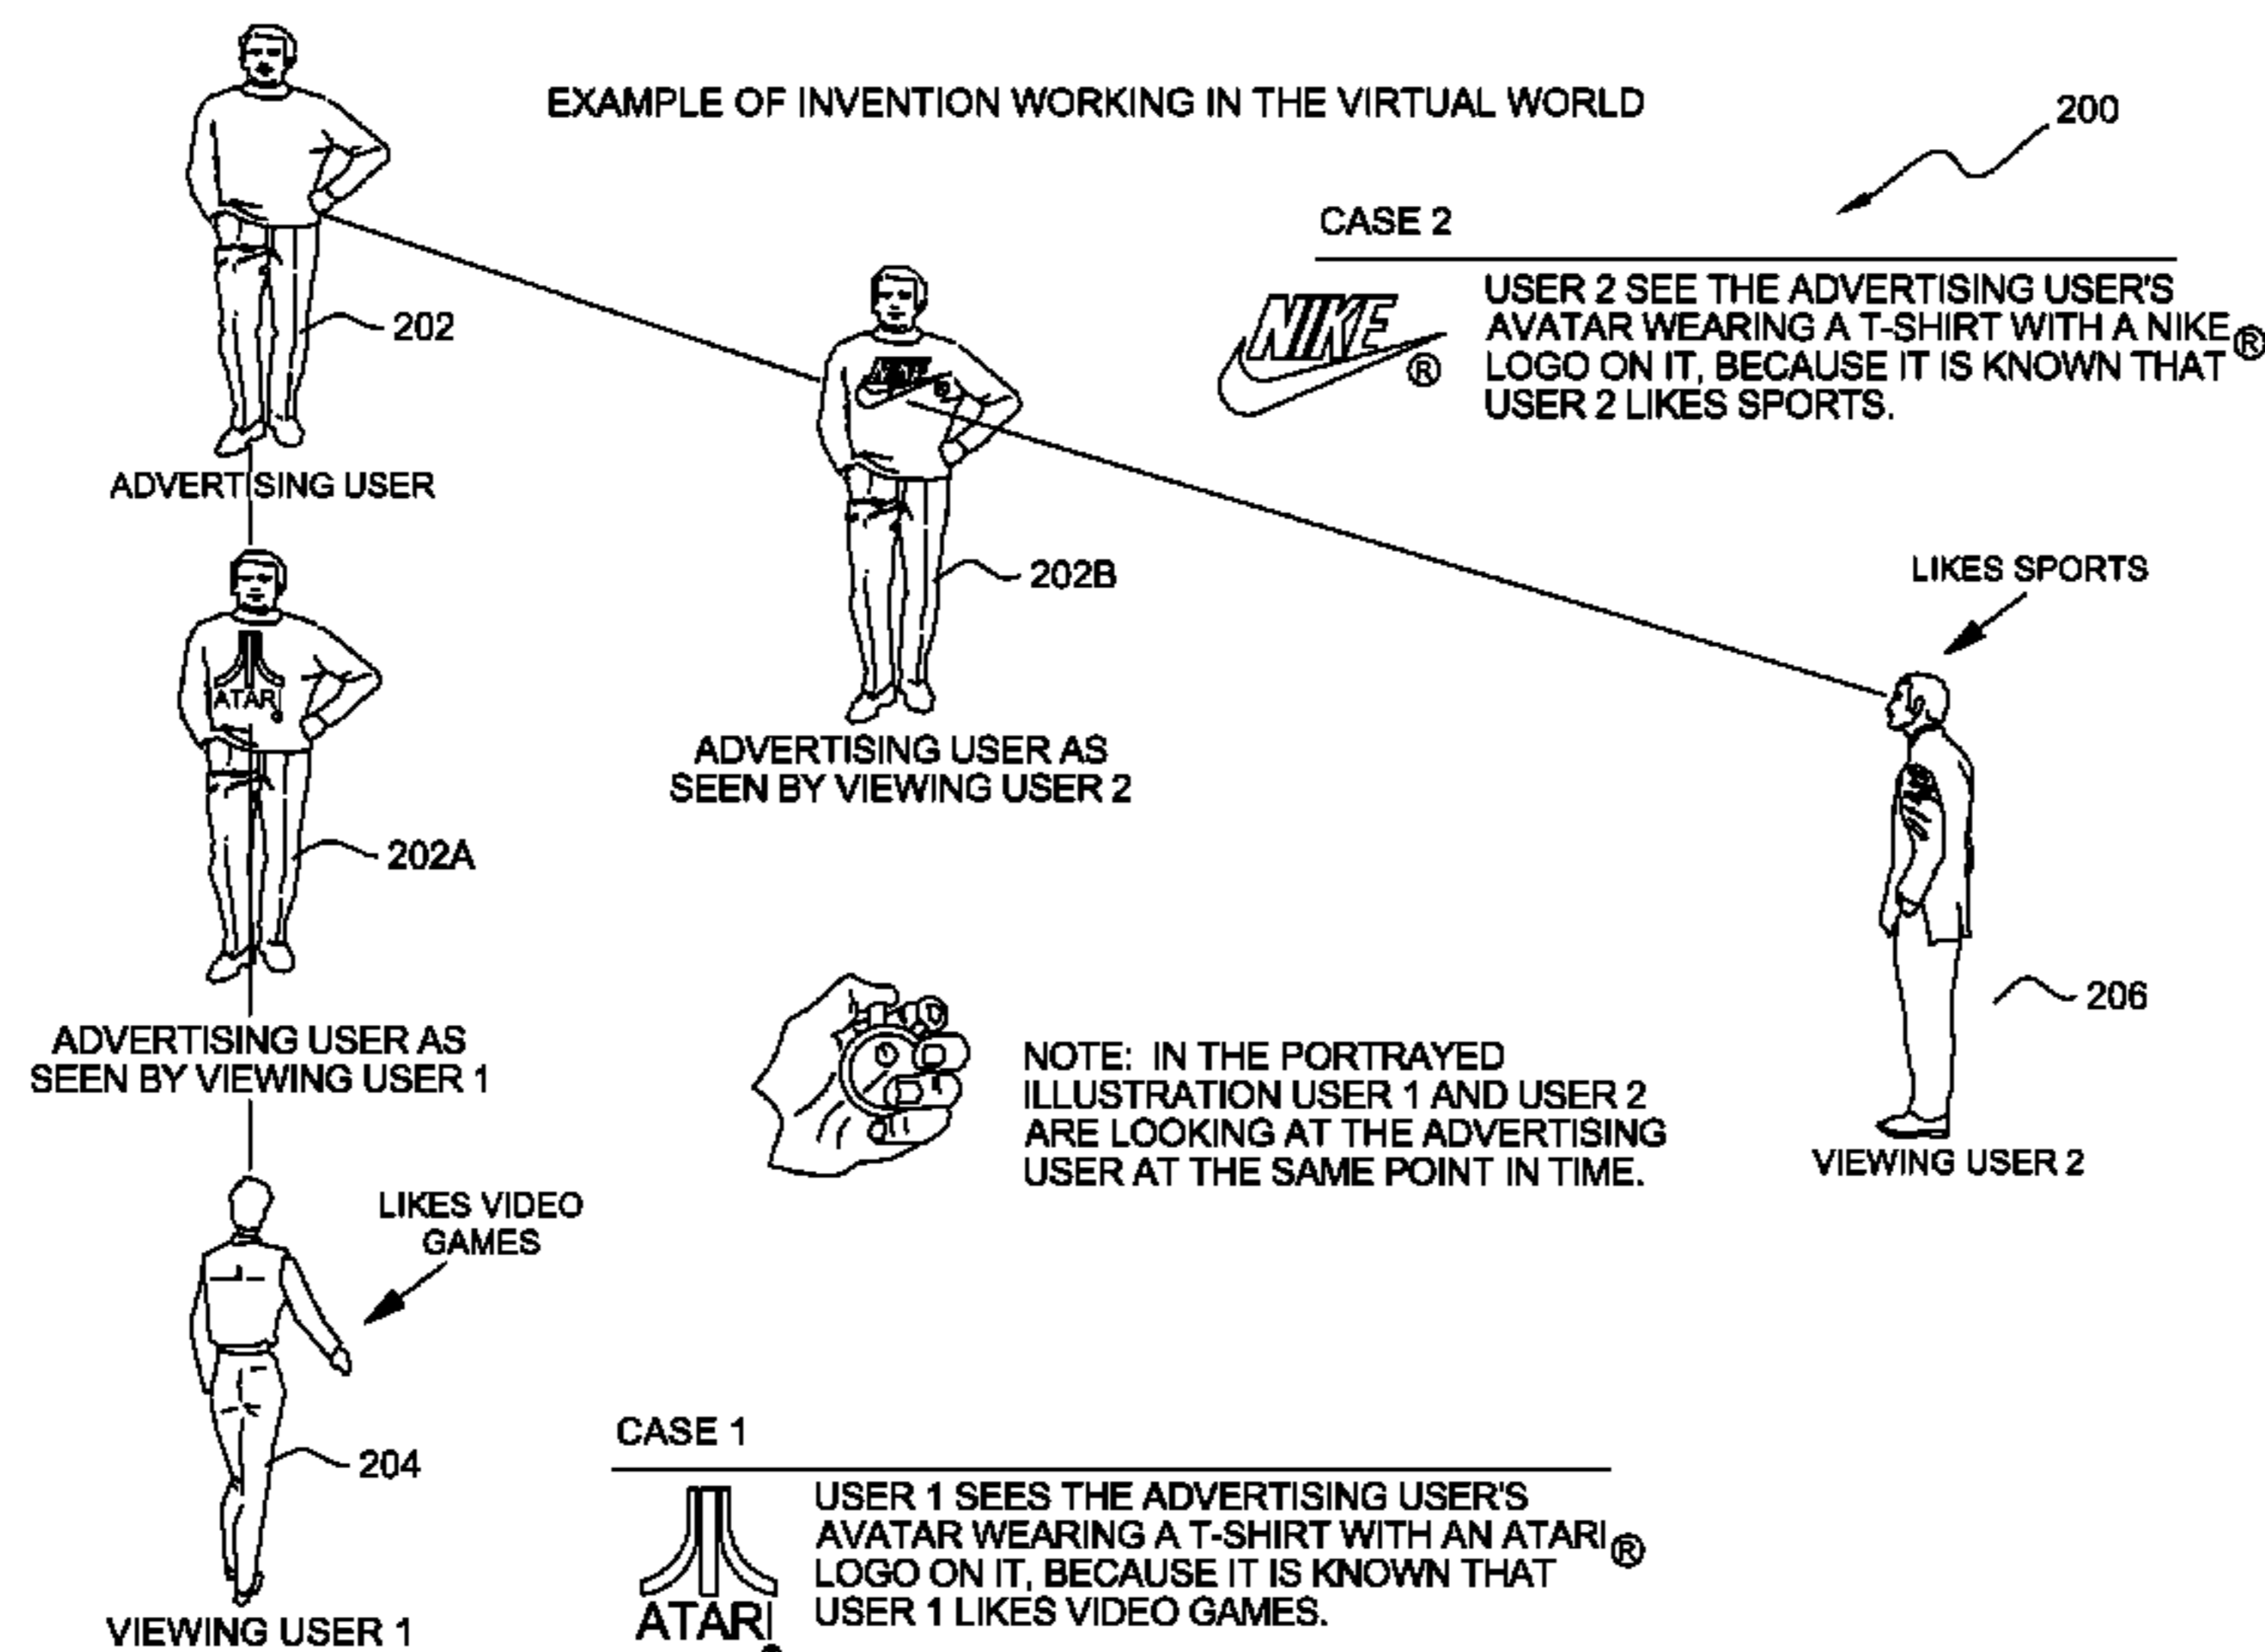 EXAMPLE OF INVENTION WORKING IN THE VIRTUAL WORLD
200
CASE 2
NIKE ®
USER 2 SEE THE ADVERTISING USER'S
AVATAR WEARING A T-SHIRT WITH A NIKE®
LOGO ON IT, BECAUSE IT IS KNOWN THAT
USER 2 LIKES SPORTS.
202
ADVERTISING USER
NIKE
202B
ADVERTISING USER AS
SEEN BY VIEWING USER 2
LIKES SPORTS
206
VIEWING USER 2
ATARI
202A
ADVERTISING USER AS
SEEN BY VIEWING USER 1
NOTE: IN THE PORTRAYED
ILLUSTRATION USER 1 AND USER 2
ARE LOOKING AT THE ADVERTISING
USER AT THE SAME POINT IN TIME.
LIKES VIDEO
GAMES
204
VIEWING USER 1
CASE 1
ATARI
USER 1 SEES THE ADVERTISING USER'S
AVATAR WEARING A T-SHIRT WITH AN ATARI®
LOGO ON IT, BECAUSE IT IS KNOWN THAT
USER 1 LIKES VIDEO GAMES.